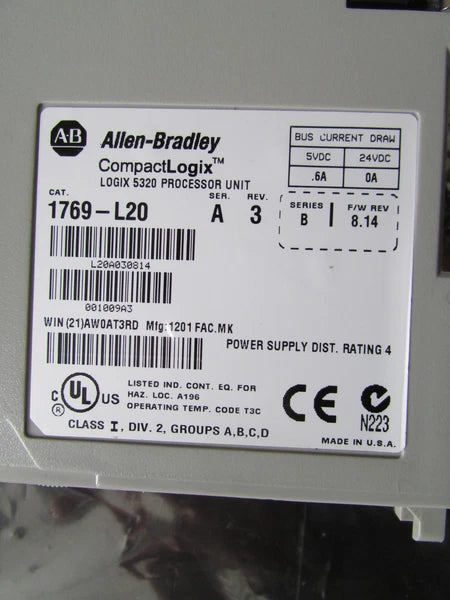 A-B Allen-Bradley
CompactLogix™
LOGIX 5320 PROCESSOR UNIT
BUS CURRENT DRAW
5VDC 24VDC
.6A 0A
CAT. SER. REV.
1769-L20 A 3
SERIES F/W REV
B 8.14
L20A030814
001009A3
WIN (21)AW0AT3RD Mfg:1201 FAC.MK
POWER SUPPLY DIST. RATING 4
C UL US ®
LISTED IND. CONT. EQ. FOR
HAZ. LOC. A196
OPERATING TEMP. CODE T3C
CE
N223
CLASS I, DIV. 2, GROUPS A,B,C,D
MADE IN U.S.A.